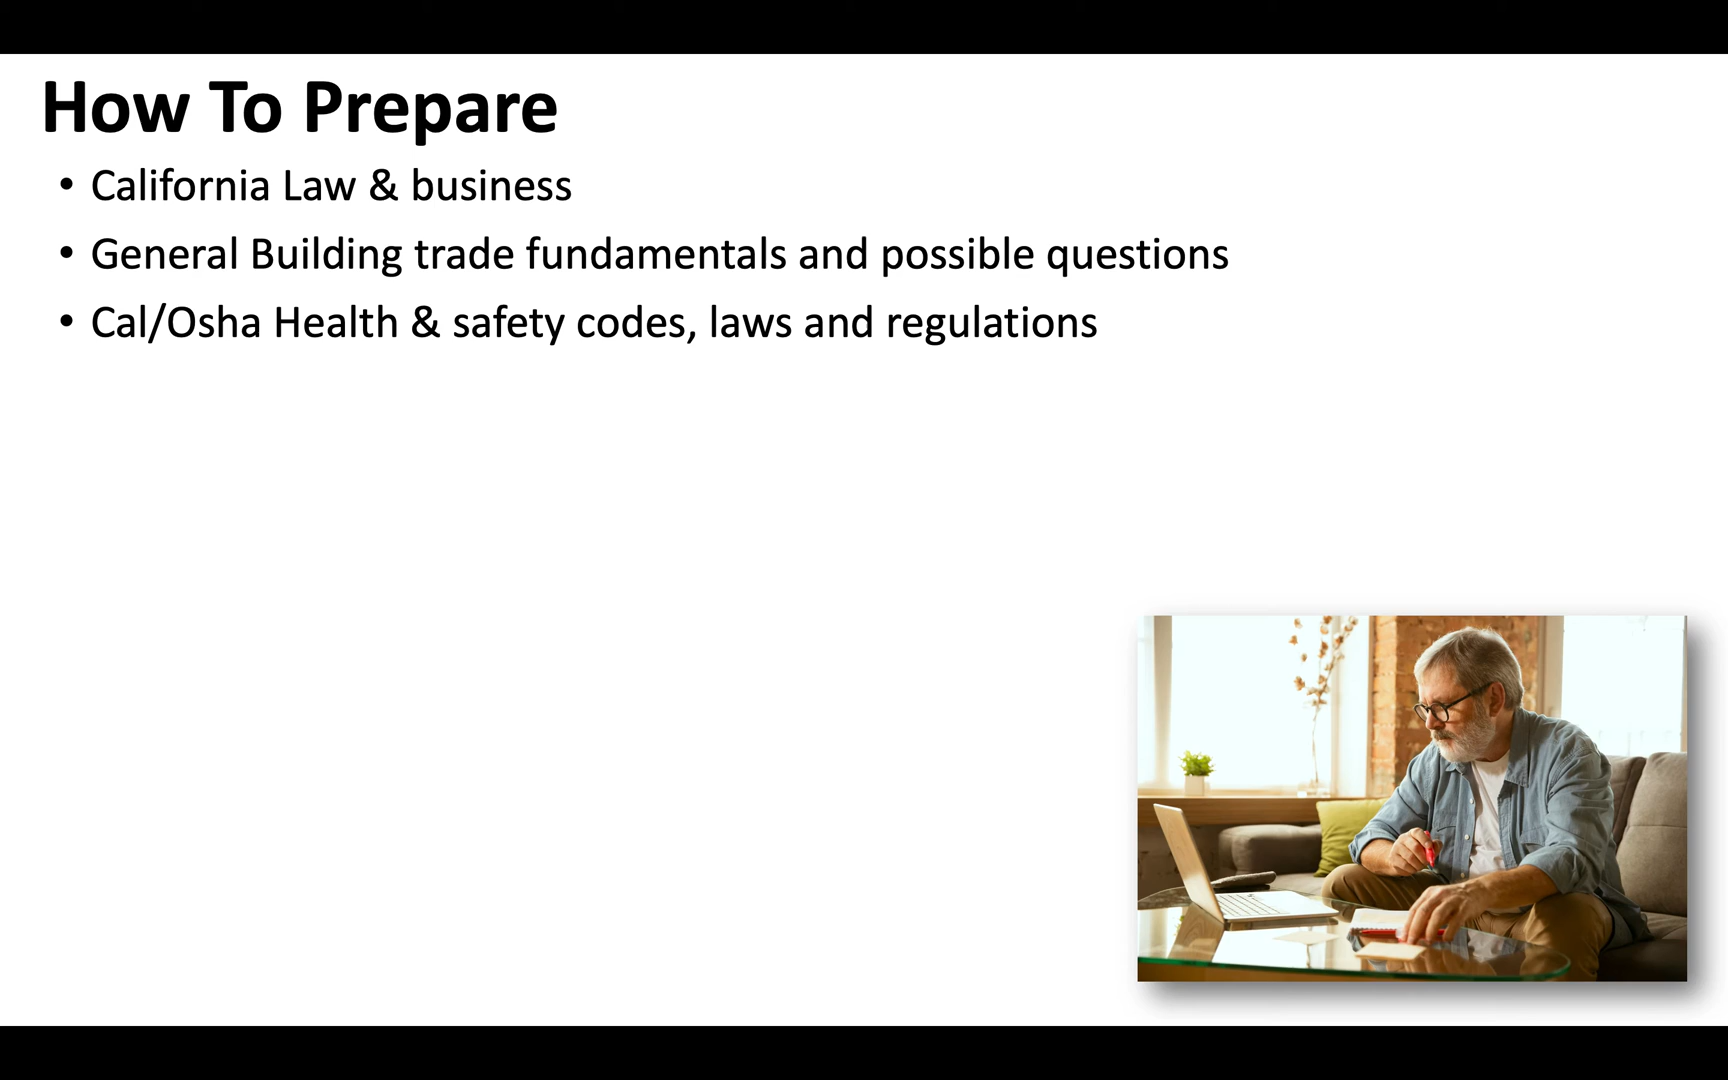 How To Prepare
• California Law & business
• General Building trade fundamentals and possible questions
• Cal/Osha Health & safety codes, laws and regulations